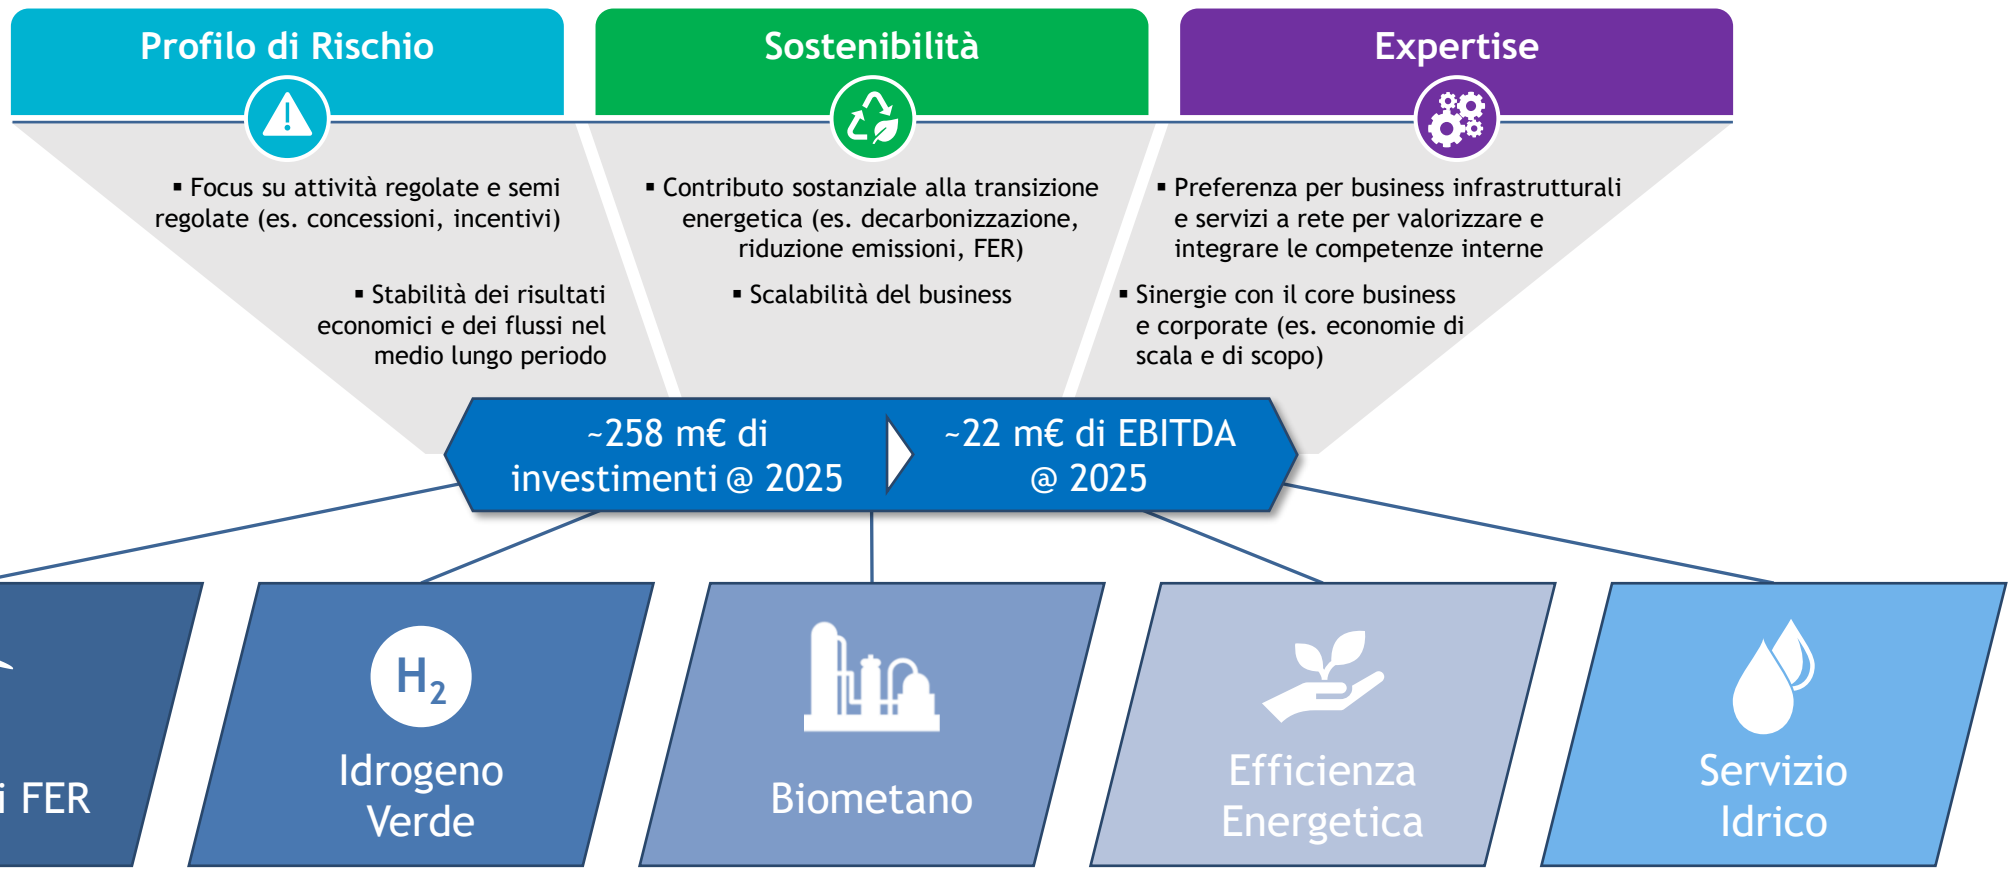 Profilo di Rischio
Sostenibilità
Expertise
▪ Focus su attività regolate e semi
regolate (es. concessioni, incentivi)
▪ Stabilità dei risultati
economici e dei flussi nel
medio lungo periodo
▪ Contributo sostanziale alla transizione
energetica (es. decarbonizzazione,
riduzione emissioni, FER)
▪ Scalabilità del business
▪ Preferenza per business infrastrutturali
e servizi a rete per valorizzare e
integrare le competenze interne
▪ Sinergie con il core business
e corporate (es. economie di
scala e di scopo)
~258 m€ di
investimenti @ 2025
~22 m€ di EBITDA
@ 2025
i FER
H₂
Idrogeno
Verde
Biometano
Efficienza
Energetica
Servizio
Idrico